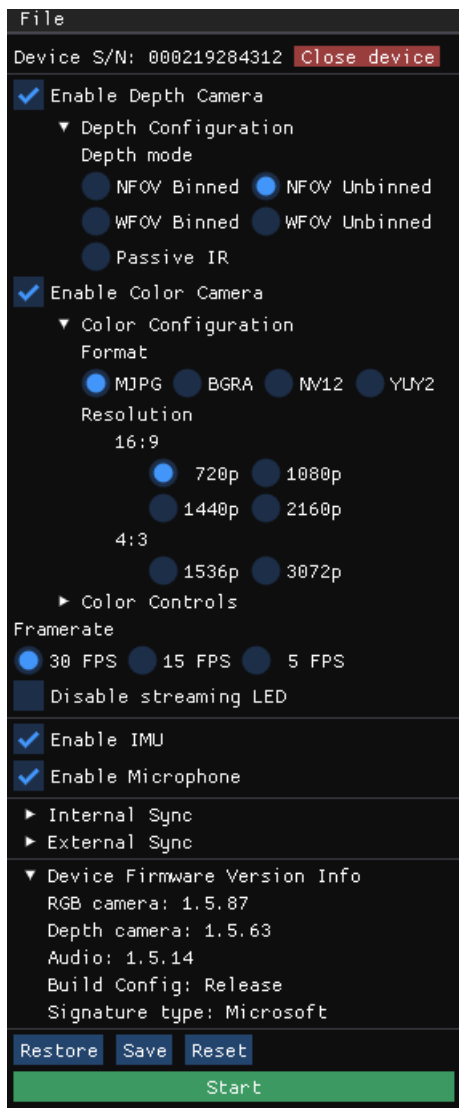 File
Device S/N: 000219284312 Close device
Enable Depth Camera
Depth Configuration
Depth mode
NFOV Binned NFOV Unbinned
WFOV Binned WFOV Unbinned
Passive IR
Enable Color Camera
Color Configuration
Format
MJPG BGRA NV12 YUY2
Resolution
16:9
720p 1080p
1440p 2160p
4:3
1536p 3072p
Color Controls
Framerate
30 FPS 15 FPS 5 FPS
Disable streaming LED
Enable IMU
Enable Microphone
Internal Sync
External Sync
Device Firmware Version Info
RGB camera: 1.5.87
Depth camera: 1.5.63
Audio: 1.5.14
Build Config: Release
Signature type: Microsoft
Restore Save Reset
Start